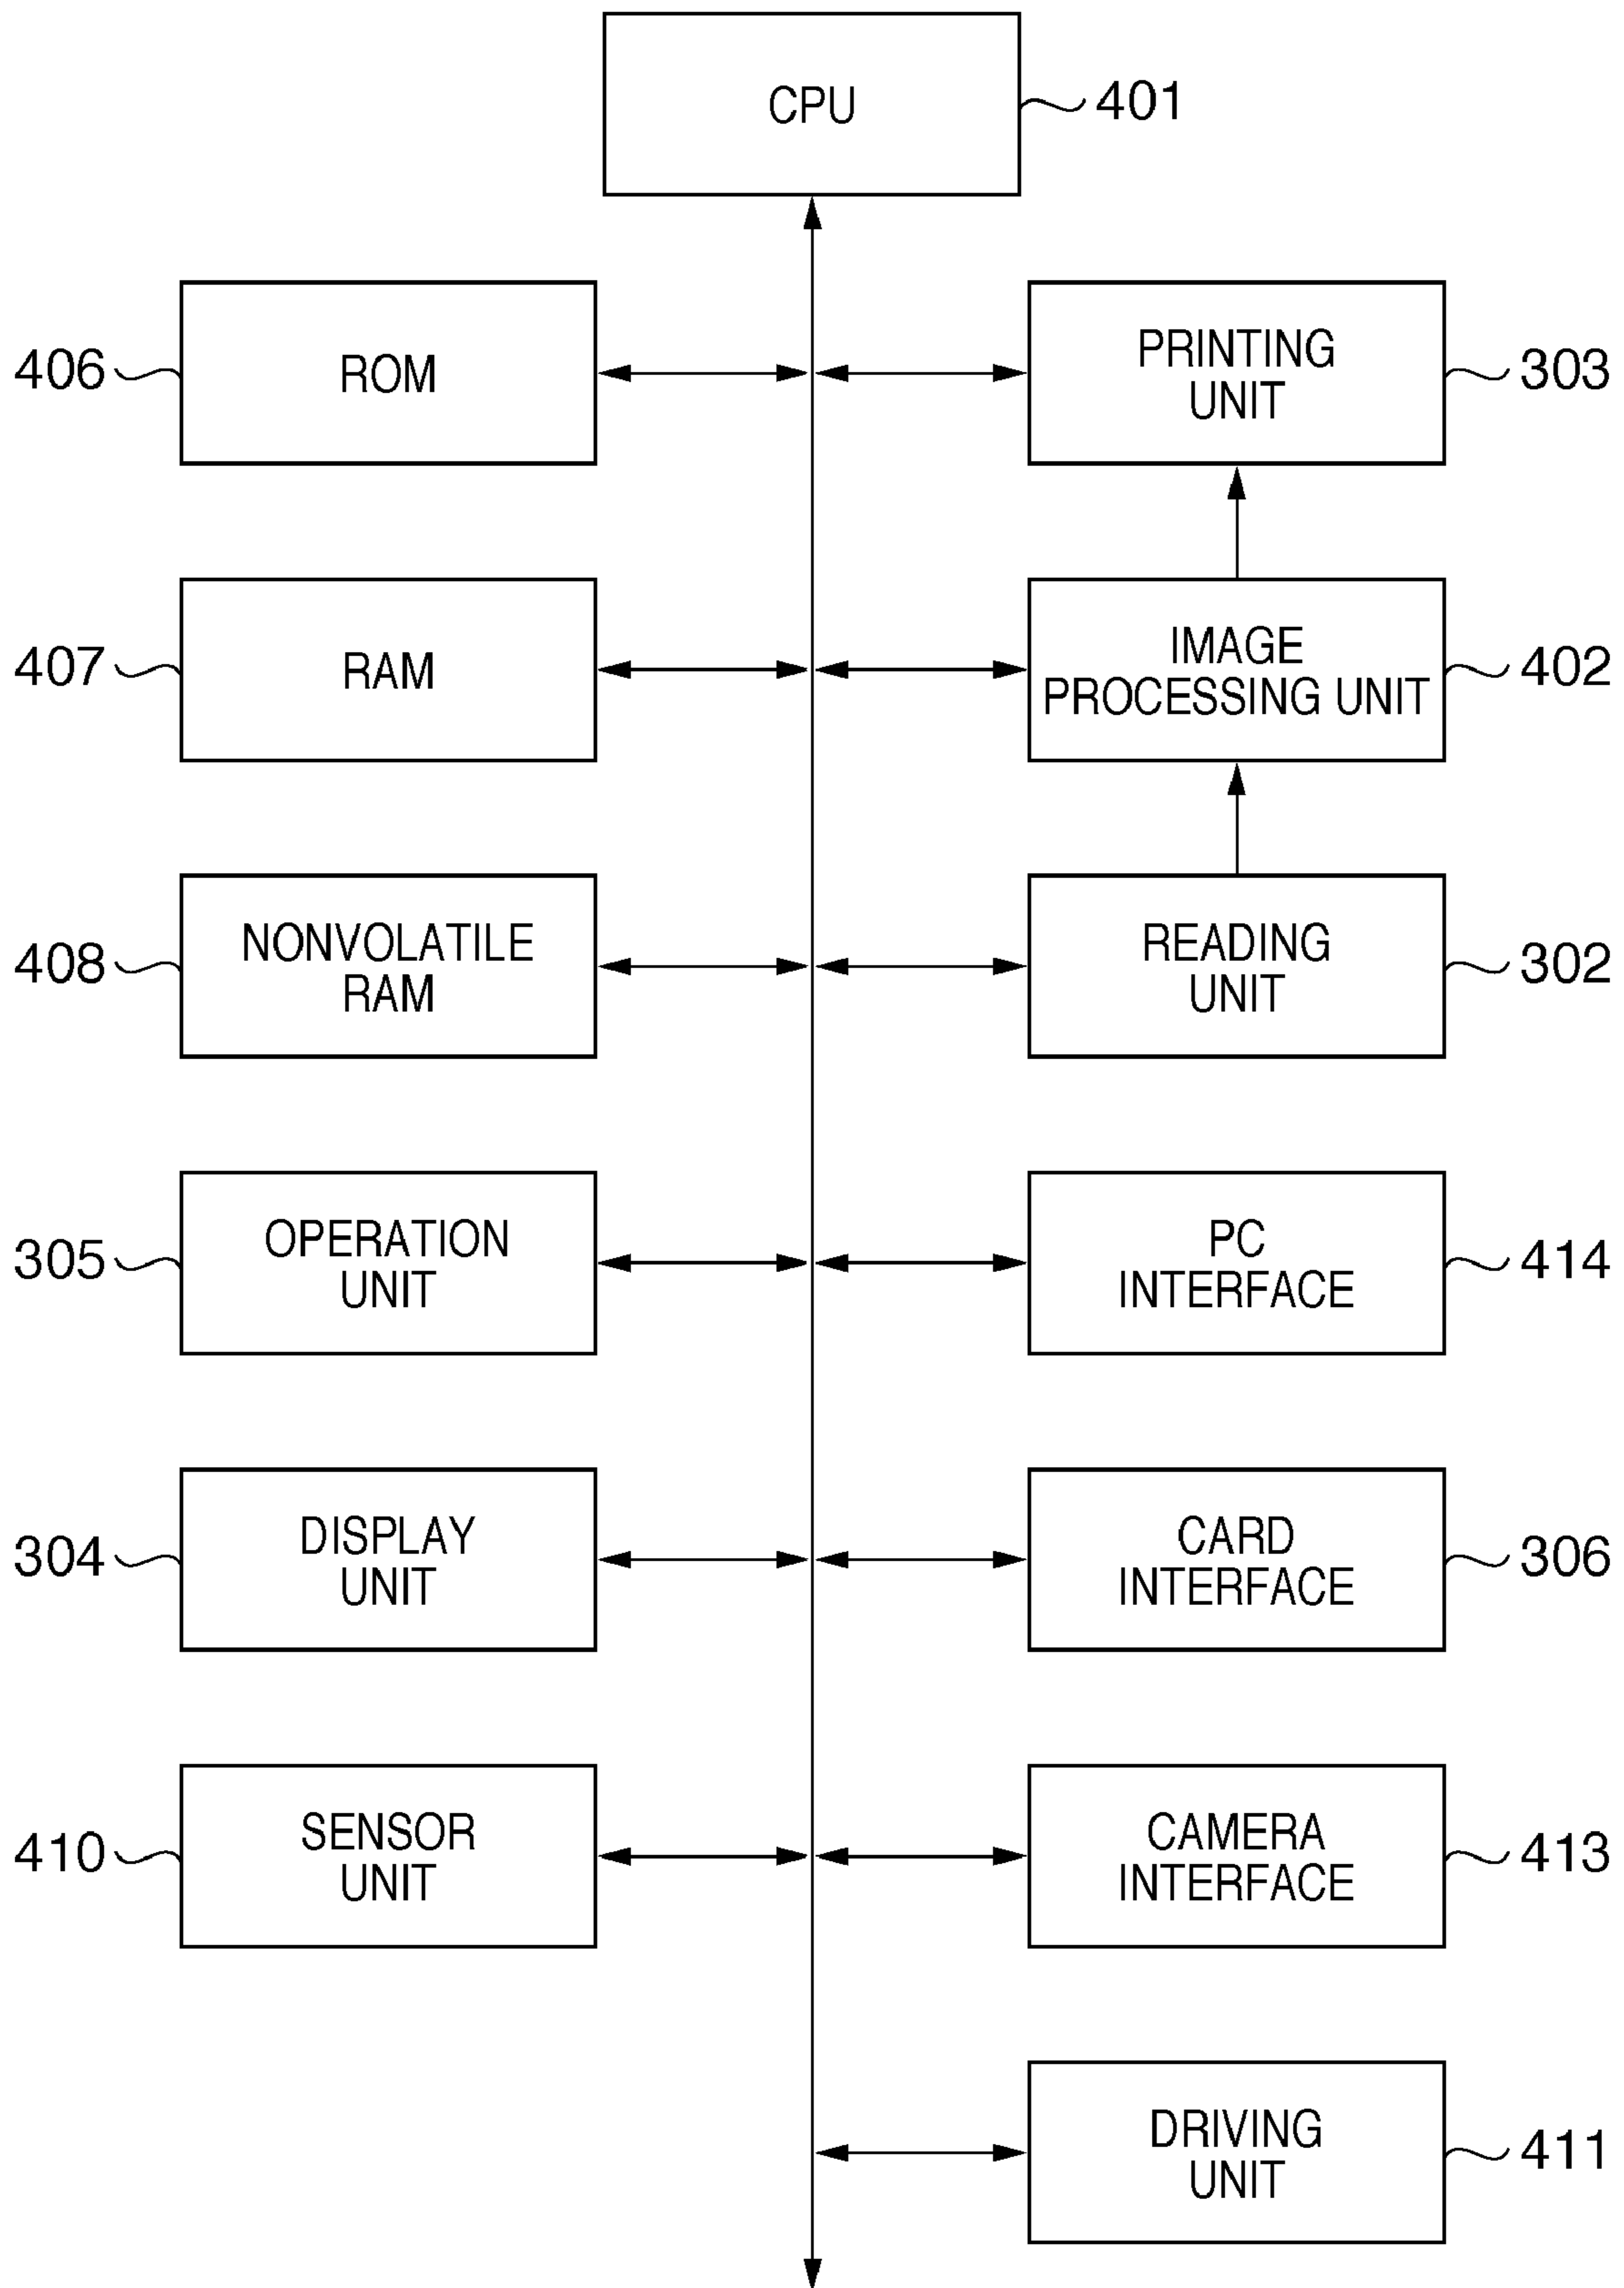 CPU
401
406
ROM
PRINTING
UNIT
303
407
RAM
IMAGE
PROCESSING UNIT
402
408
NONVOLATILE
RAM
READING
UNIT
302
305
OPERATION
UNIT
PC
INTERFACE
414
304
DISPLAY
UNIT
CARD
INTERFACE
306
410
SENSOR
UNIT
CAMERA
INTERFACE
413
DRIVING
UNIT
411